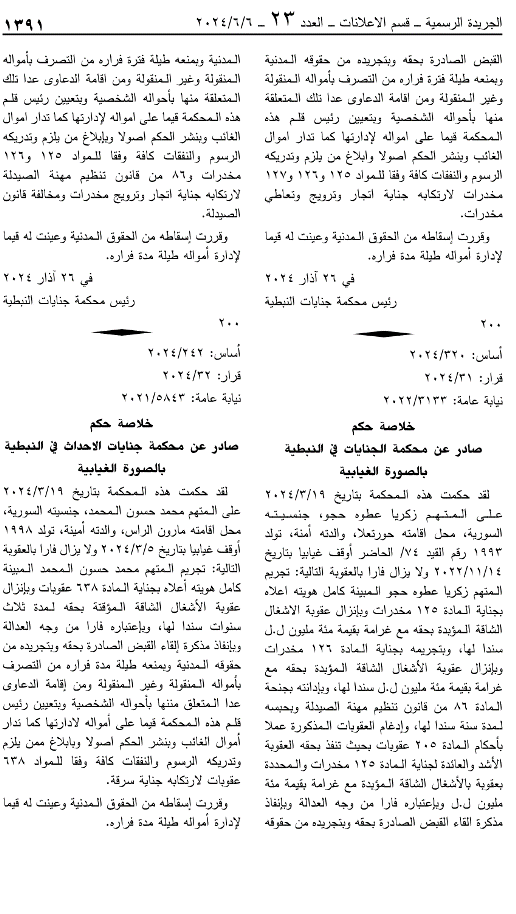 الجريدة الرسمية ــ قسم الاعلانات ــ العدد ٢٣ ــ ٢٠٢٤/٦/٦
١٣٩١
القبض الصادرة بحقه وبتجريده من حقوقه المدنية
وبمنعه طيلة فترة فراره من التصرف بأمواله المنقولة
وغير المنقولة ومن اقامة الدعاوى عدا تلك المتعلقة
منها بأحواله الشخصية وبتعيين رئيس قلم هذه
المحكمة قيما على امواله لإدارتها كما تدار اموال
الغائب وبنشر الحكم اصولا وابلاغ من يلزم وتدريكه
الرسوم والنفقات كافة وفقا للمواد ١٢٥ و١٢٦ و١٢٧
مخدرات لارتكابه جناية اتجار وترويج وتعاطي
مخدرات.
وقررت إسقاطه من الحقوق المدنية وعينت له قيما
لإدارة أمواله طيلة مدة فراره.
في ٢٦ آذار ٢٠٢٤
رئيس محكمة جنايات النبطية
٢٠٠
أساس: ٢٠٢٤/٣٢٠
قرار: ٢٠٢٤/٣١
نيابة عامة: ٢٠٢٢/٣١٣٣
خلاصة حكم
صادر عن محكمة الجنايات في النبطية
بالصورة الغيابية
لقد حكمت هذه المحكمة بتاريخ ٢٠٢٤/٣/١٩
على المتهم زكريا عطوه حجو، جنسيته
السورية، محل اقامته حورتعلا، والدته آمنة، تولد
١٩٩٣ رقم القيد /٧٤ الحاضر أوقف غيابيا بتاريخ
٢٠٢٢/١١/١٤ ولا يزال فارا بالعقوبة التالية: تجريم
المتهم زكريا عطوه حجو المبينة كامل هويته اعلاه
بجناية المادة ١٢٥ مخدرات وبإنزال عقوبة الاشغال
الشاقة المؤبدة بحقه مع غرامة بقيمة مئة مليون ل.ل
سندا لها، وبتجريمه بجناية المادة ١٢٦ مخدرات
وبإنزال عقوبة الأشغال الشاقة المؤبدة بحقه مع
غرامة بقيمة مئة مليون ل.ل سندا لها، وبإدانته بجنحة
المادة ٨٦ من قانون تنظيم مهنة الصيدلة وبحبسه
لمدة سنة سندا لها، وإدغام العقوبات المذكورة عملا
بأحكام المادة ٢٠٥ عقوبات بحيث تنفذ بحقه العقوبة
الأشد والعائدة لجناية المادة ١٢٥ مخدرات والمحددة
بعقوبة بالأشغال الشاقة المؤبدة مع غرامة بقيمة مئة
مليون ل.ل وبإعتباره فارا من وجه العدالة وبإنفاذ
مذكرة القاء القبض الصادرة بحقه وبتجريده من حقوقه
المدنية وبمنعه طيلة فترة فراره من التصرف بأمواله
المنقولة وغير المنقولة ومن اقامة الدعاوى عدا تلك
المتعلقة منها بأحواله الشخصية وبتعيين رئيس قلم
هذه المحكمة قيما على امواله لإدارتها كما تدار اموال
الغائب وبنشر الحكم اصولا وبإبلاغ من يلزم وتدريكه
الرسوم والنفقات كافة وفقا للمواد ١٢٥ و١٢٦
مخدرات و٨٦ من قانون تنظيم مهنة الصيدلة
لارتكابه جناية اتجار وترويج مخدرات ومخالفة قانون
الصيدلة.
وقررت إسقاطه من الحقوق المدنية وعينت له قيما
لإدارة أمواله طيلة مدة فراره.
في ٢٦ آذار ٢٠٢٤
رئيس محكمة جنايات النبطية
٢٠٠
أساس: ٢٠٢٤/٢٤٢
قرار: ٢٠٢٤/٣٢
نيابة عامة: ٢٠٢١/٥٨٤٣
خلاصة حكم
صادر عن محكمة جنايات الاحداث في النبطية
بالصورة الغيابية
لقد حكمت هذه المحكمة بتاريخ ٢٠٢٤/٣/١٩
على المتهم محمد حسون المحمد، جنسيته السورية،
محل اقامته مارون الراس، والدته أمينة، تولد ١٩٩٨
أوقف غيابيا بتاريخ ٢٠٢٤/٣/٥ ولا يزال فارا بالعقوبة
التالية: تجريم المتهم محمد حسون المحمد المبينة
كامل هويته أعلاه بجناية المادة ٦٣٨ عقوبات وبإنزال
عقوبة الأشغال الشاقة المؤقتة بحقه لمدة ثلاث
سنوات سندا لها، وبإعتباره فارا من وجه العدالة
وبإنفاذ مذكرة إلقاء القبض الصادرة بحقه وبتجريده من
حقوقه المدنية وبمنعه طيلة مدة فراره من التصرف
بأمواله المنقولة وغير المنقولة ومن إقامة الدعاوى
عدا المتعلق منها بأحواله الشخصية وبتعيين رئيس
قلم هذه المحكمة قيما على أمواله لادارتها كما تدار
أموال الغائب وبنشر الحكم اصولا وبابلاغ ممن يلزم
وتدريكه الرسوم والنفقات كافة وفقا للمواد ٦٣٨
عقوبات لارتكابه جناية سرقة.
وقررت إسقاطه من الحقوق المدنية وعينت له قيما
لإدارة أمواله طيلة مدة فراره.